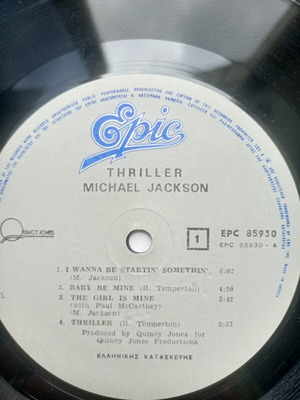 Epic
THRILLER
MICHAEL JACKSON
QUINCY JONES
1
EPC 85930
EPC 85930 - A
1. I WANNA BE STARTIN' SOMETHIN' 6:02
(M. Jackson)
2. BABY BE MINE (R. Temperton) 4:20
3. THE GIRL IS MINE 3:42
(with Paul McCartney)
(M. Jackson)
4. THRILLER (R. Temperton) 5:57
Produced by Quincy Jones for
Quincy Jones Productions
ΕΛΛΗΝΙΚΗΣ ΚΑΤΑΣΚΕΥΗΣ